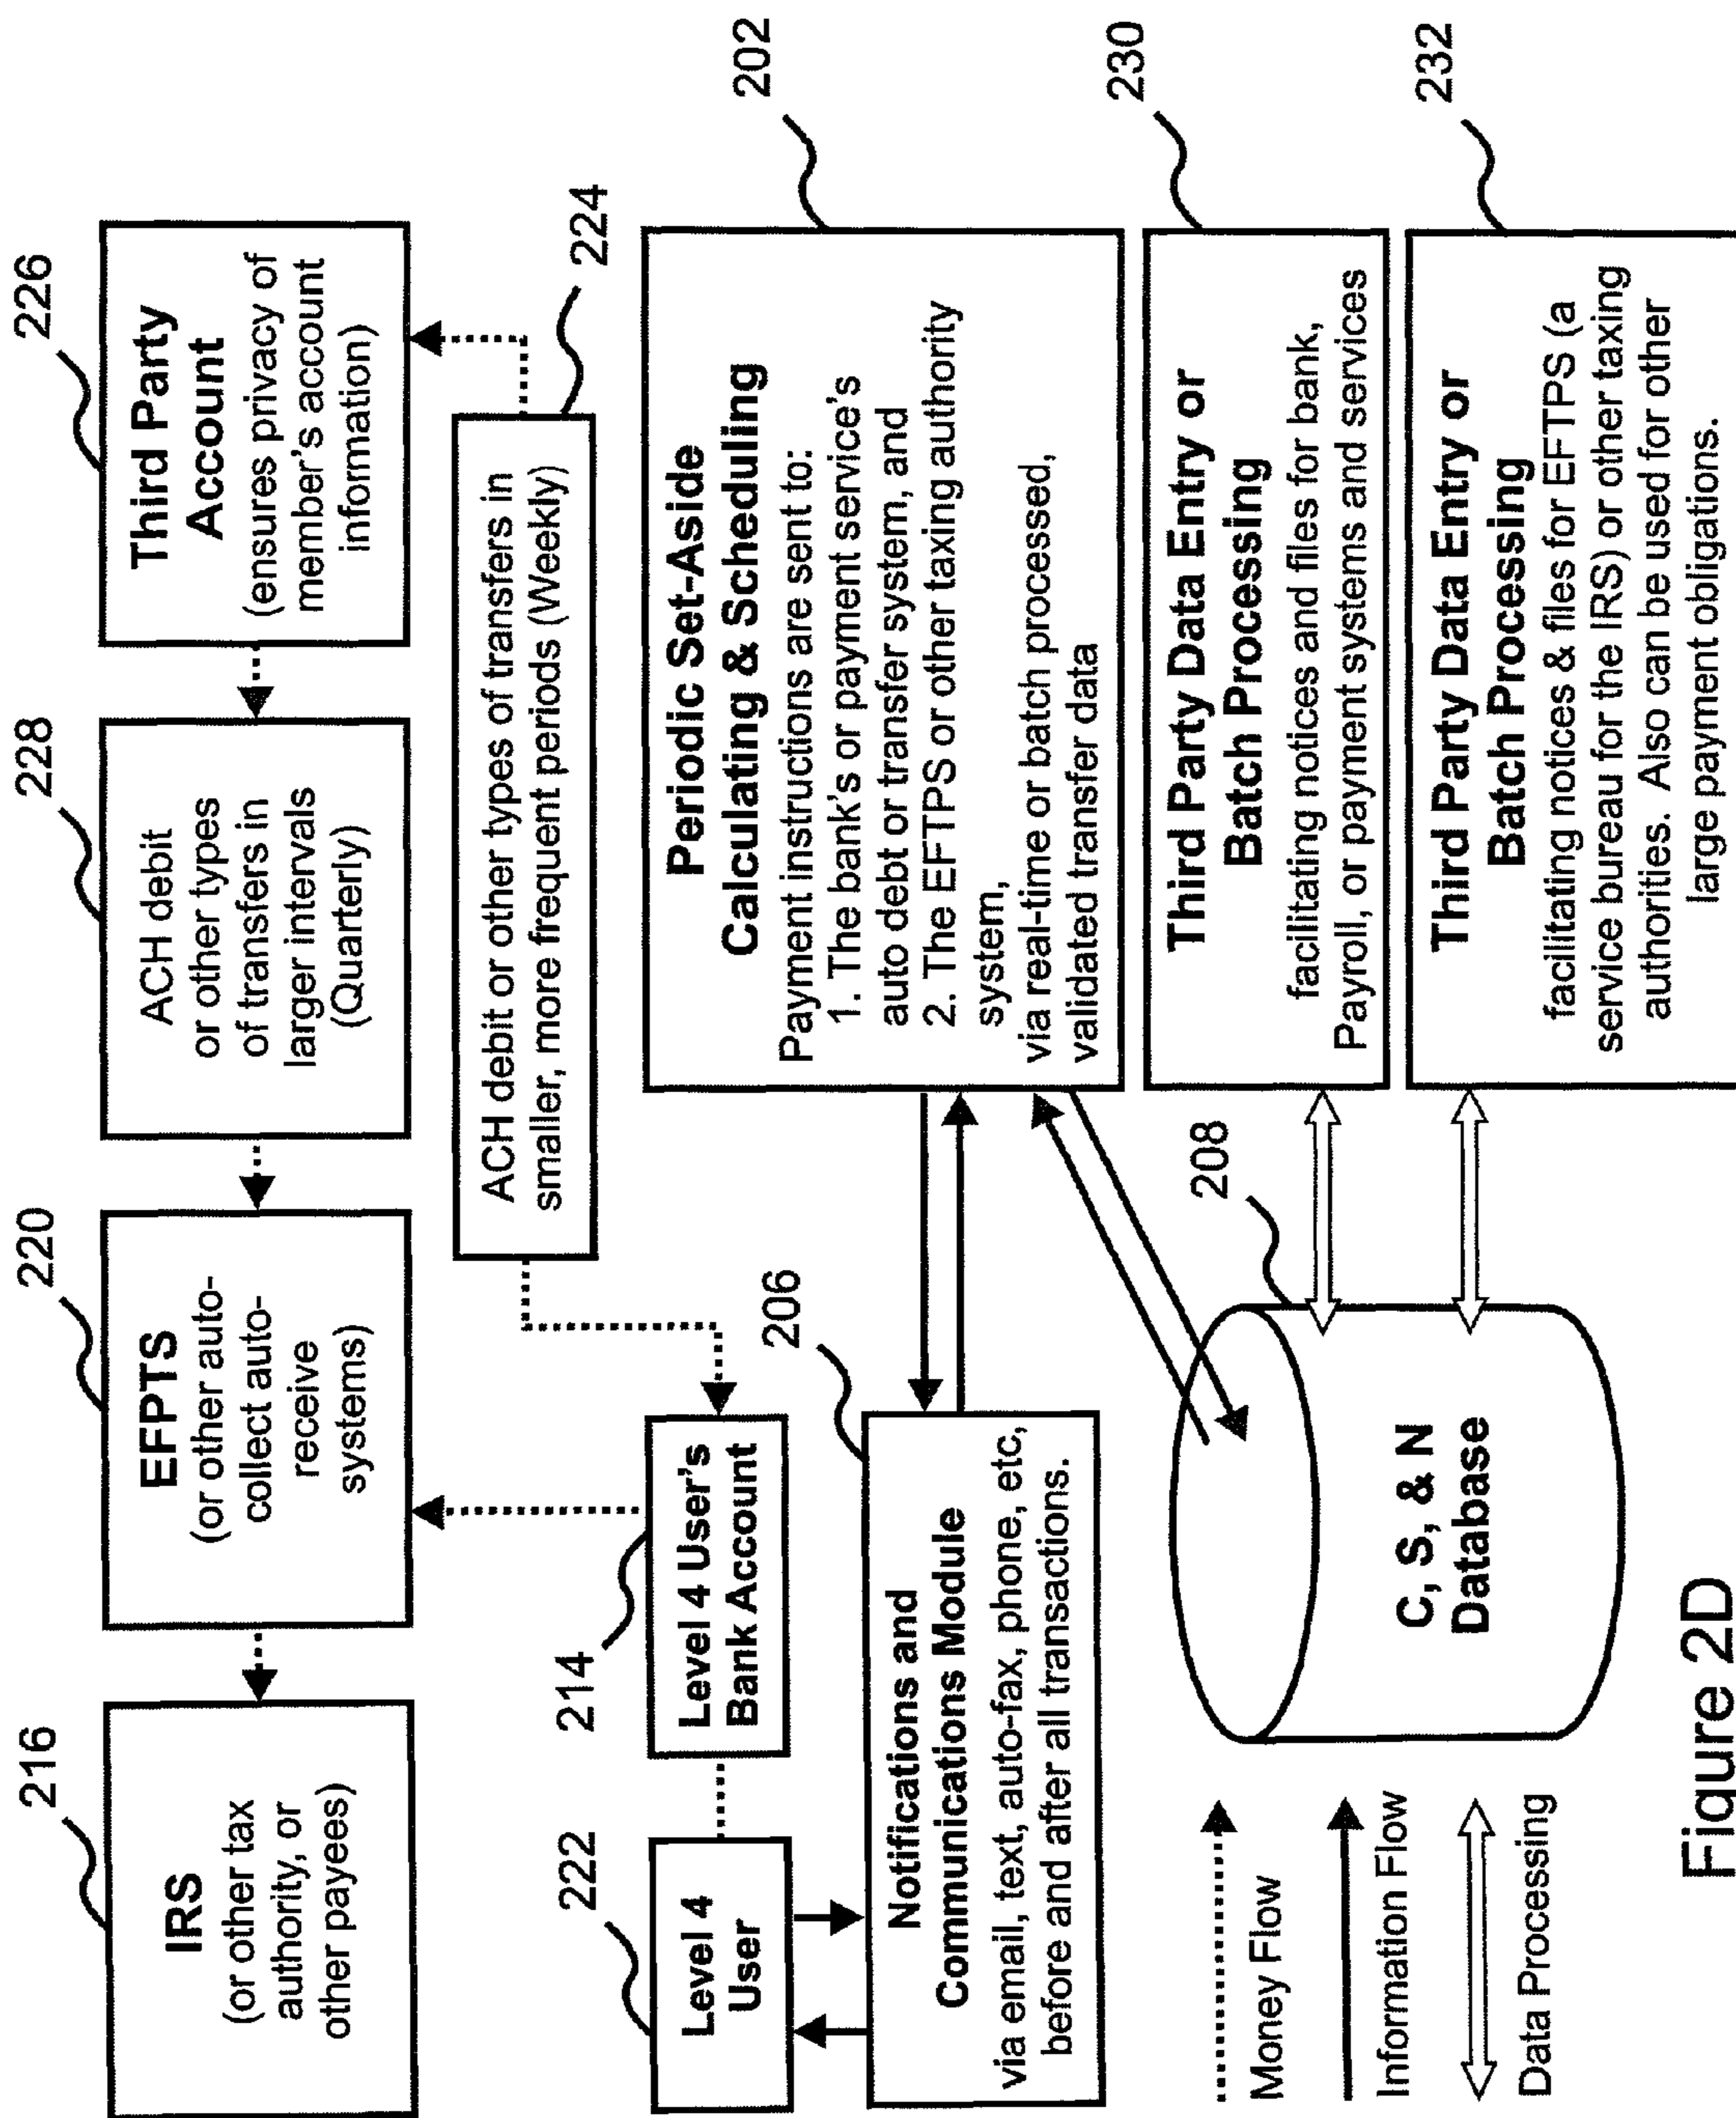 216
IRS
(or other tax
authority, or
other payees)
220
EFPTS
(or other auto-
collect auto-
receive
systems)
228
ACH debit
or other types
of transfers in
larger intervals
(Quarterly)
226
Third Party
Account
(ensures privacy of
member's account
information)
ACH debit or other types of transfers in
smaller, more frequent periods (Weekly)
224
222
Level 4
User
214
Level 4 User's
Bank Account
206
Notifications and
Communications Module
via email, text, auto-fax, phone, etc,
before and after all transactions.
202
Periodic Set-Aside
Calculating & Scheduling
Payment instructions are sent to:
1. The bank's or payment service's
auto debt or transfer system, and
2. The EFTPS or other taxing authority
system,
via real-time or batch processed,
validated transfer data
230
Third Party Data Entry or
Batch Processing
facilitating notices and files for bank,
Payroll, or payment systems and services
232
Third Party Data Entry or
Batch Processing
facilitating notices & files for EFTPS (a
service bureau for the IRS) or other taxing
authorities. Also can be used for other
large payment obligations.
208
C, S, & N
Database
Money Flow
Information Flow
Data Processing
Figure 2D